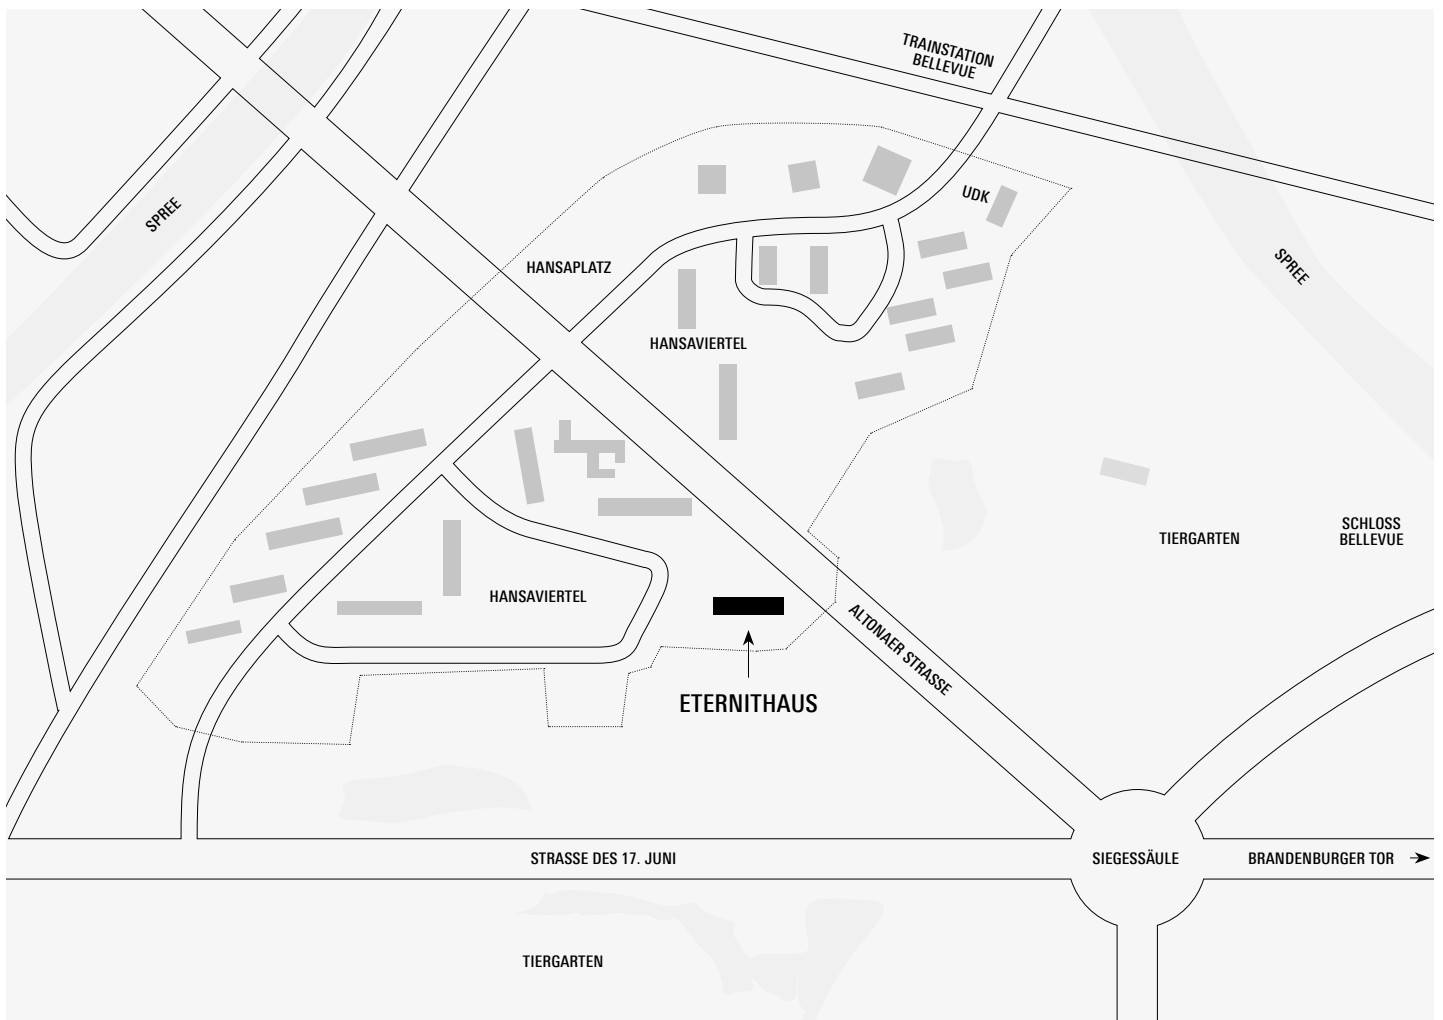 TRAINSTATION
BELLEVUE
SPREE
UDK
HANSAPLATZ
SPREE
HANSAVIERTEL
SCHLOSS
BELLEVUE
TIERGARTEN
HANSAVIERTEL
ALTONAER STRASSE
ETERNITHAUS
STRASSE DES 17. JUNI
SIEGESSÄULE
BRANDENBURGER TOR
TIERGARTEN